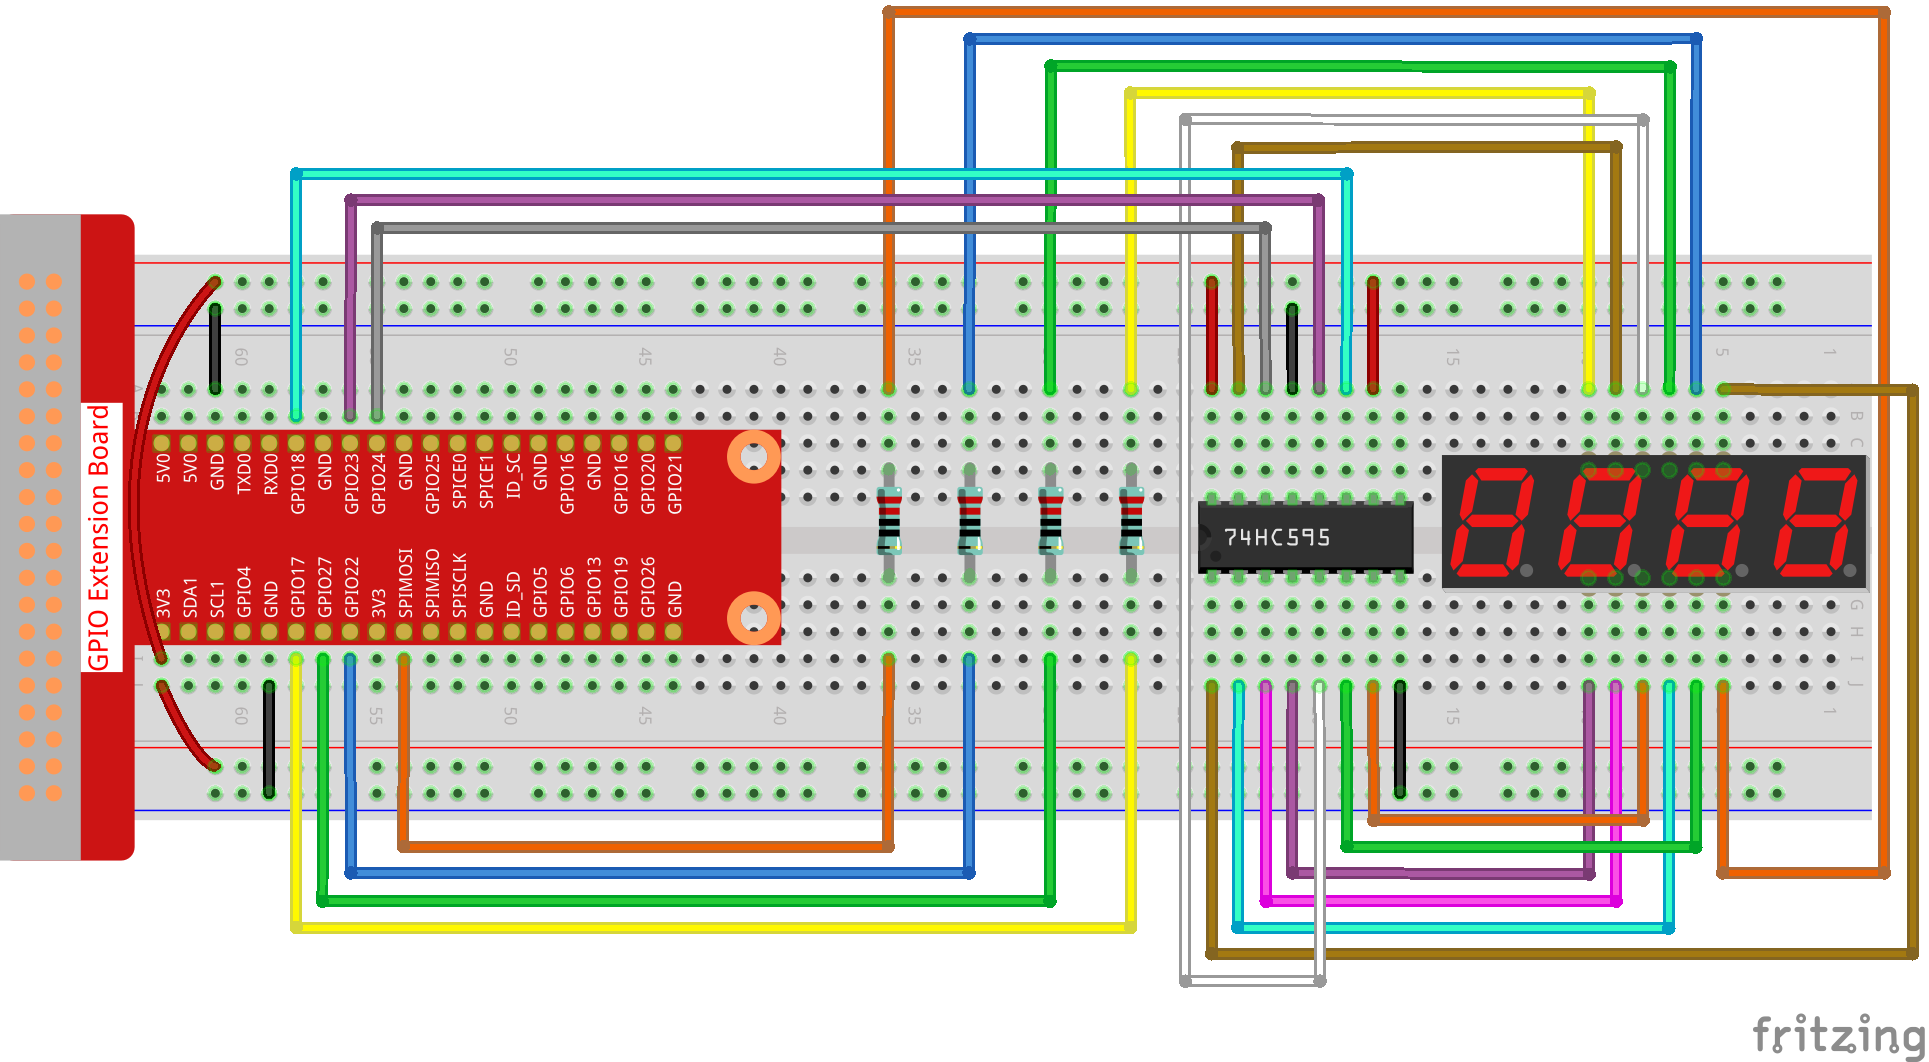 60
50
45
40
35
15
5
1
A
B
C
5V0
5V0
GND
TXD0
RXD0
GPIO18
GND
GPIO23
GPIO24
GND
GPIO25
SPICE0
SPICE1
ID_SC
GND
GPIO16
GND
GPIO16
GPIO20
GPIO21
GPIO Extension Board
74HC595
3V3
SDA1
SCL1
GPIO4
GND
GPIO17
GPIO27
GPIO22
3V3
SPIMOSI
SPIMISO
SPISCLK
GND
ID_SD
GPIO5
GPIO6
GPIO13
GPIO19
GPIO26
GND
G
H
I
J
60
55
50
45
40
35
15
1
fritzing